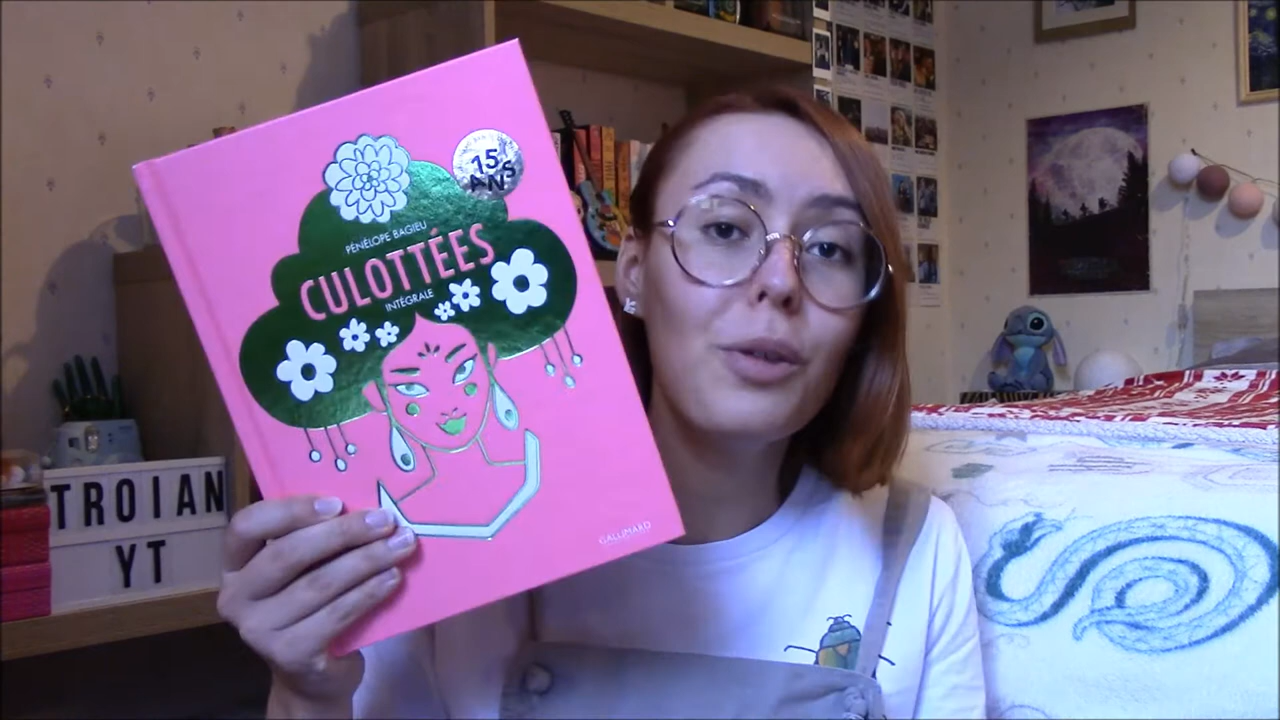 15
ANS
PÉNÉLOPE BAGIEU
CULOTTÉES
INTÉGRALE
GALLIMARD
TROIAN
YT